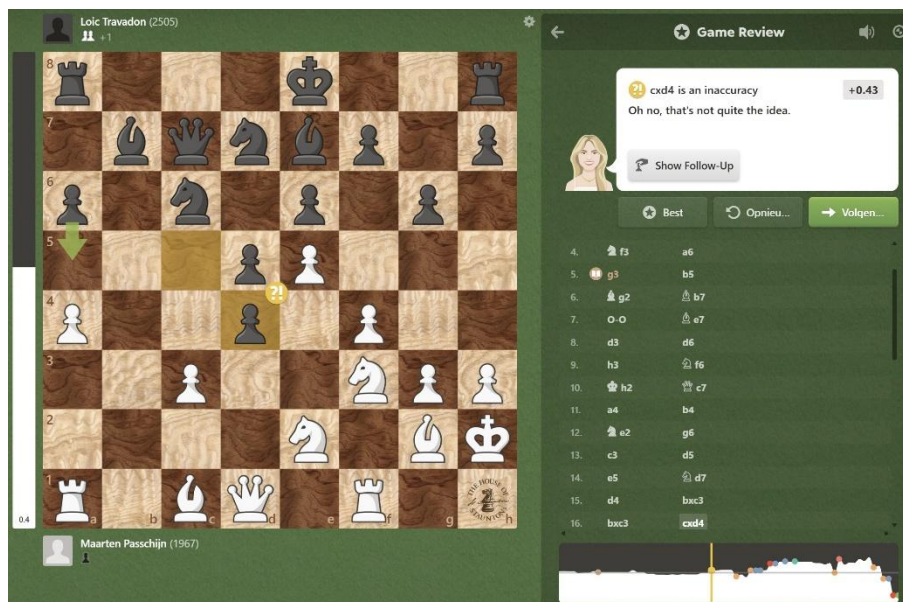 Loic Travadon (2505)
+1
Game Review
8
7
6
5
4
3
2
1
a
b
c
d
e
f
g
h
?!
THE HOUSE OF
STAUNTON
0.4
Maarten Passchijn (1967)
?! cxd4 is an inaccuracy +0.43
Oh no, that's not quite the idea.
Show Follow-Up
Best Opnieu... Volgen...
4. f3 a6
5. g3 b5
6. g2 b7
7. O-O e7
8. d3 d6
9. h3 f6
10. h2 c7
11. a4 b4
12. e2 g6
13. c3 d5
14. e5 d7
15. d4 bxc3
16. bxc3 cxd4